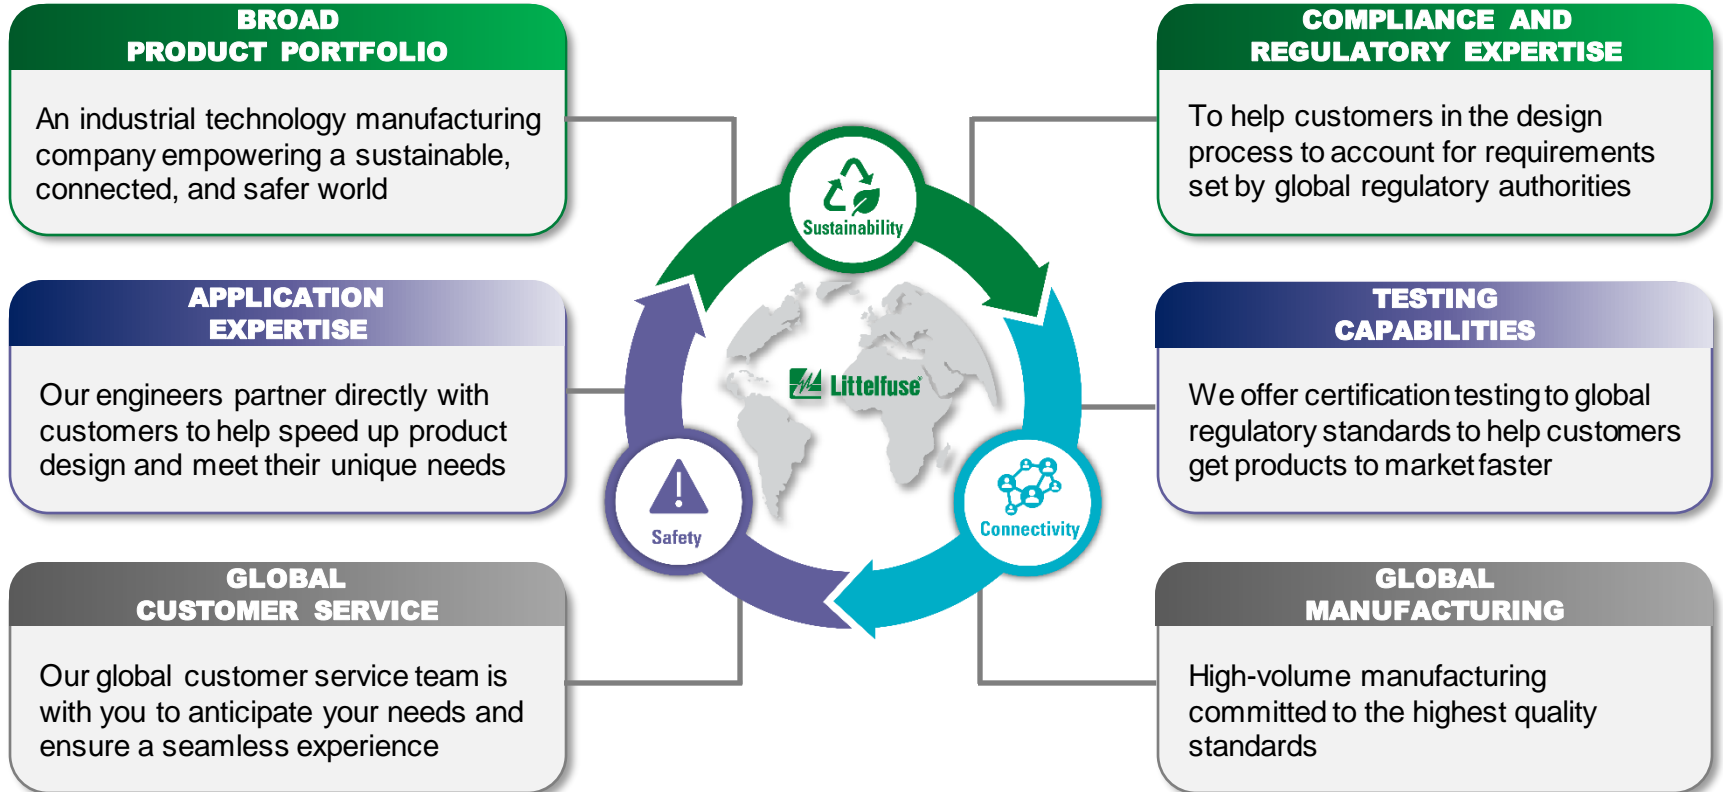 BROAD
PRODUCT PORTFOLIO
An industrial technology manufacturing
company empowering a sustainable,
connected, and safer world
COMPLIANCE AND
REGULATORY EXPERTISE
To help customers in the design
process to account for requirements
set by global regulatory authorities
Sustainability
APPLICATION
EXPERTISE
Our engineers partner directly with
customers to help speed up product
design and meet their unique needs
Littelfuse®
TESTING
CAPABILITIES
We offer certification testing to global
regulatory standards to help customers
get products to market faster
Safety
Connectivity
GLOBAL
CUSTOMER SERVICE
Our global customer service team is
with you to anticipate your needs and
ensure a seamless experience
GLOBAL
MANUFACTURING
High-volume manufacturing
committed to the highest quality
standards